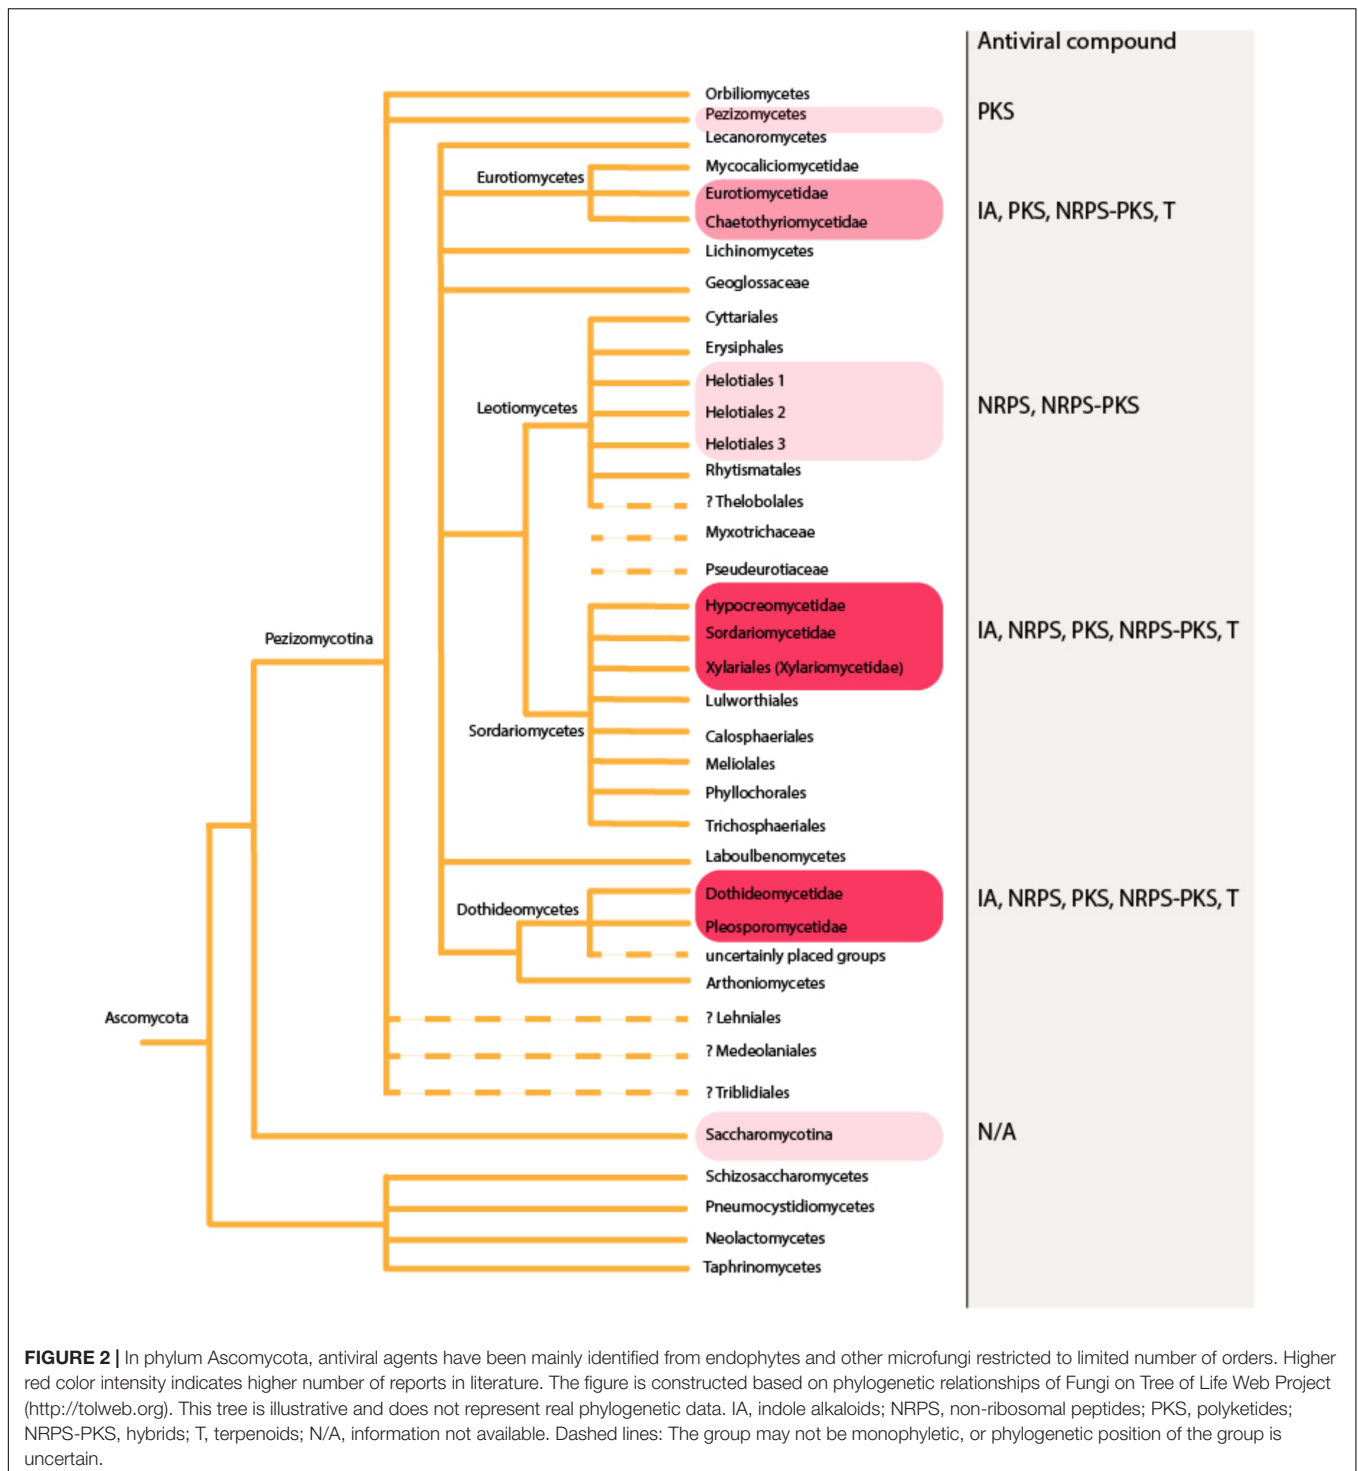 Antiviral compound
Orbiliomycetes
Pezizomycetes
PKS
Lecanoromycetes
Mycocaliciomycetidae
Eurotiomycetes
Eurotiomycetidae
IA, PKS, NRPS-PKS, T
Chaetothyriomycetidae
Lichinomycetes
Geoglossaceae
Cyttariales
Erysiphales
Helotiales 1
Leotiomycetes
Helotiales 2
NRPS, NRPS-PKS
Helotiales 3
Rhytismatales
? Thelobolales
Myxotrichaceae
Pseudeurotiaceae
Hypocreomycetidae
Pezizomycotina
Sordariomycetidae
IA, NRPS, PKS, NRPS-PKS, T
Xylariales (Xylariomycetidae)
Lulworthiales
Sordariomycetes
Calosphaeriales
Meliolales
Phyllochorales
Trichosphaeriales
Laboulbenomycetes
Dothideomycetidae
IA, NRPS, PKS, NRPS-PKS, T
Dothideomycetes
Pleosporomycetidae
uncertainly placed groups
Arthoniomycetes
Ascomycota
? Lehniales
? Medeolaniales
? Triblidiales
Saccharomycotina
N/A
Schizosaccharomycetes
Pneumocystidiomycetes
Neolactomycetes
Taphrinomycetes
FIGURE 2 | In phylum Ascomycota, antiviral agents have been mainly identified from endophytes and other microfungi restricted to limited number of orders. Higher
red color intensity indicates higher number of reports in literature. The figure is constructed based on phylogenetic relationships of Fungi on Tree of Life Web Project
(http://tolweb.org). This tree is illustrative and does not represent real phylogenetic data. IA, indole alkaloids; NRPS, non-ribosomal peptides; PKS, polyketides;
NRPS-PKS, hybrids; T, terpenoids; N/A, information not available. Dashed lines: The group may not be monophyletic, or phylogenetic position of the group is
uncertain.